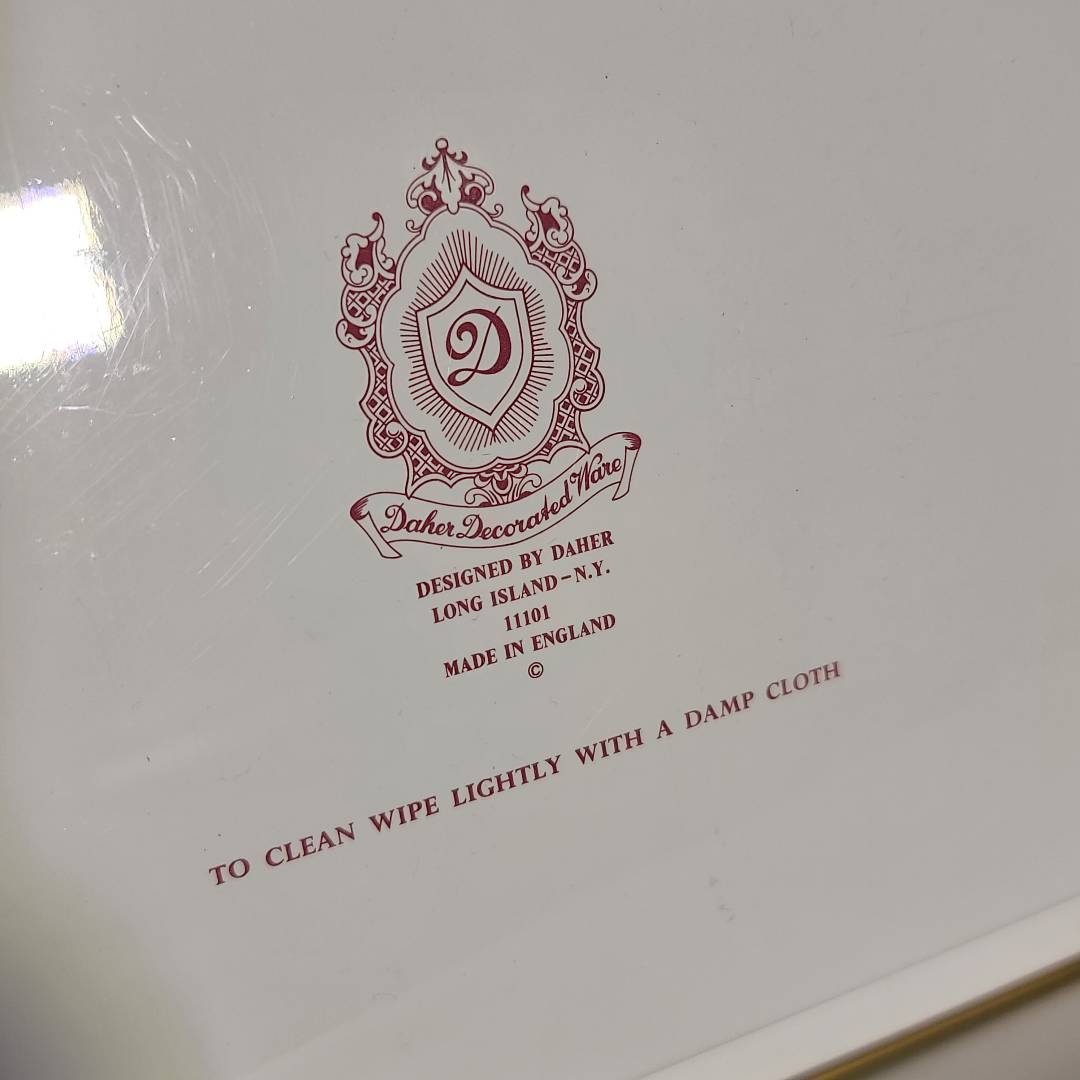 D
Daher Decorated Ware
DESIGNED BY DAHER
LONG ISLAND-N.Y.
11101
MADE IN ENGLAND
©
TO CLEAN WIPE LIGHTLY WITH A DAMP CLOTH